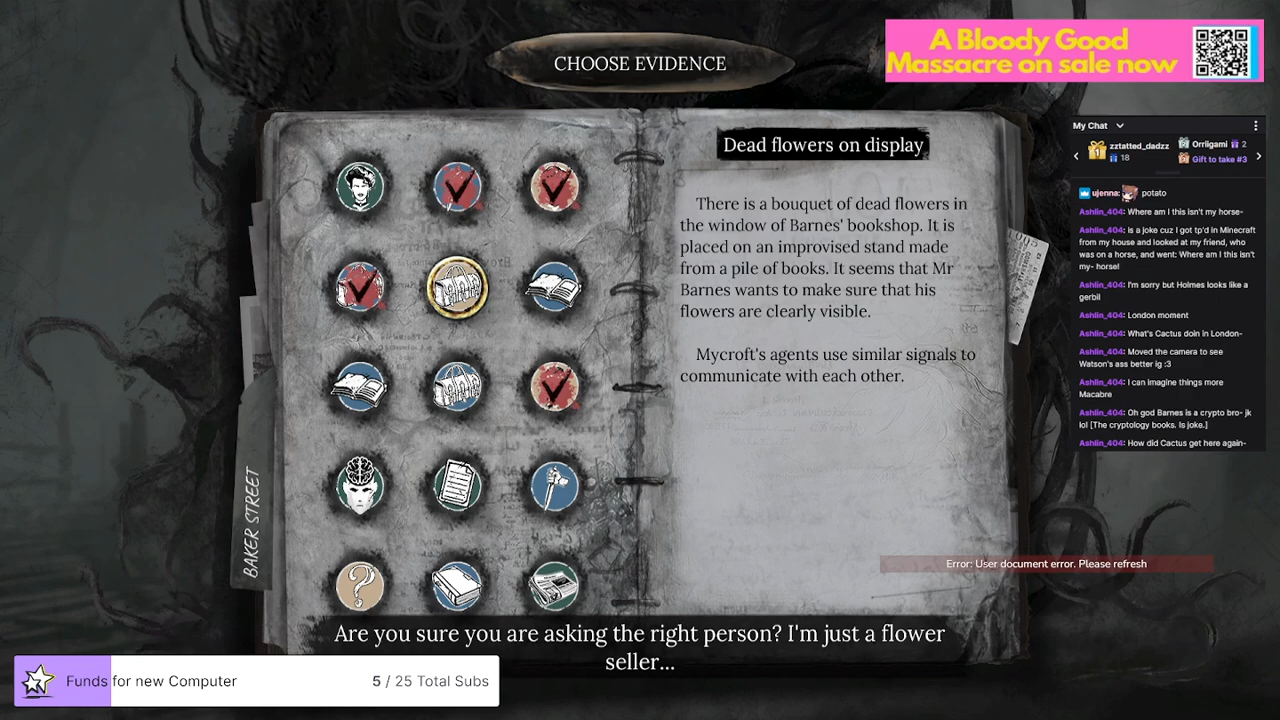 CHOOSE EVIDENCE
A Bloody Good
Massacre on sale now
Dead flowers on display
There is a bouquet of dead flowers in
the window of Barnes' bookshop. It is
placed on an improvised stand made
from a pile of books. It seems that Mr
Barnes wants to make sure that his
flowers are clearly visible.
Mycroft's agents use similar signals to
communicate with each other.
BAKER STREET
My Chat
1
zztatted_dadzz
18
Orriigami 2
Gift to take #3
ujenna: potato
Ashlin_404: Where am I this isn't my horse-
Ashlin_404: is a joke cuz I got tp'd in Minecraft
from my house and looked at my friend, who
was on a horse, and went: Where am I this isn't
my- horse!
Ashlin_404: I'm sorry but Holmes looks like a
gerbil
Ashlin_404: London moment
Ashlin_404: What's Cactus doin in London-
Ashlin_404: Moved the camera to see
Watson's ass better ig :3
Ashlin_404: I can imagine things more
Macabre
Ashlin_404: Oh god Barnes is a crypto bro- jk
lol [The cryptology books. Is joke.]
Ashlin_404: How did Cactus get here again-
Error: User document error. Please refresh
Are you sure you are asking the right person? I'm just a flower
seller...
Funds for new Computer
5 / 25 Total Subs